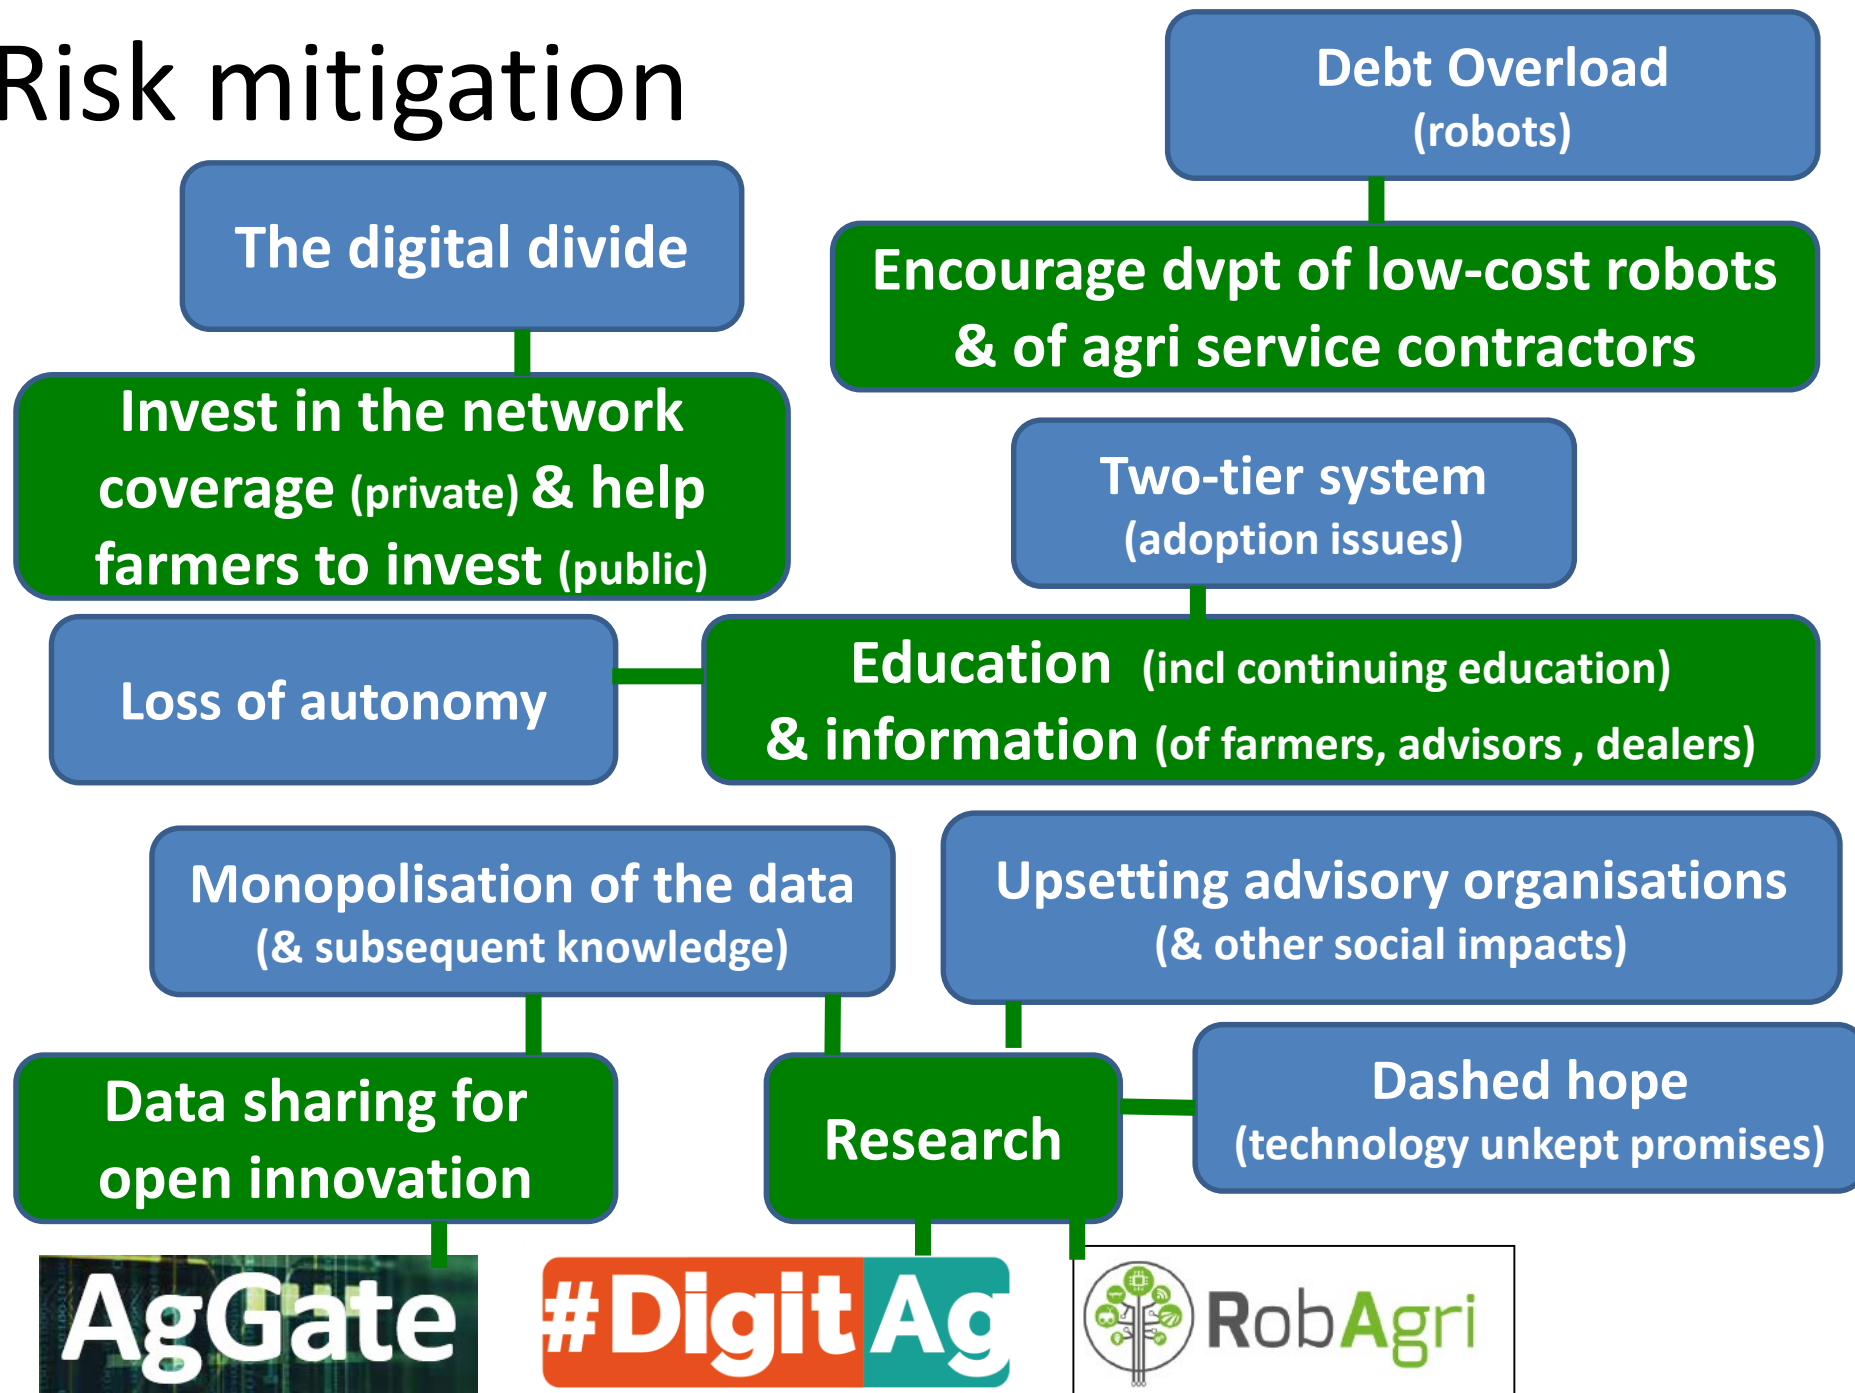 Risk mitigation
Debt Overload
(robots)
The digital divide
Encourage dvpt of low-cost robots
& of agri service contractors
Invest in the network
coverage (private) & help
farmers to invest (public)
Two-tier system
(adoption issues)
Loss of autonomy
Education (incl continuing education)
& information (of farmers, advisors , dealers)
Monopolisation of the data
(& subsequent knowledge)
Upsetting advisory organisations
(& other social impacts)
Data sharing for
open innovation
Research
Dashed hope
(technology unkept promises)
AgGate
#DigitAg
RobAgri